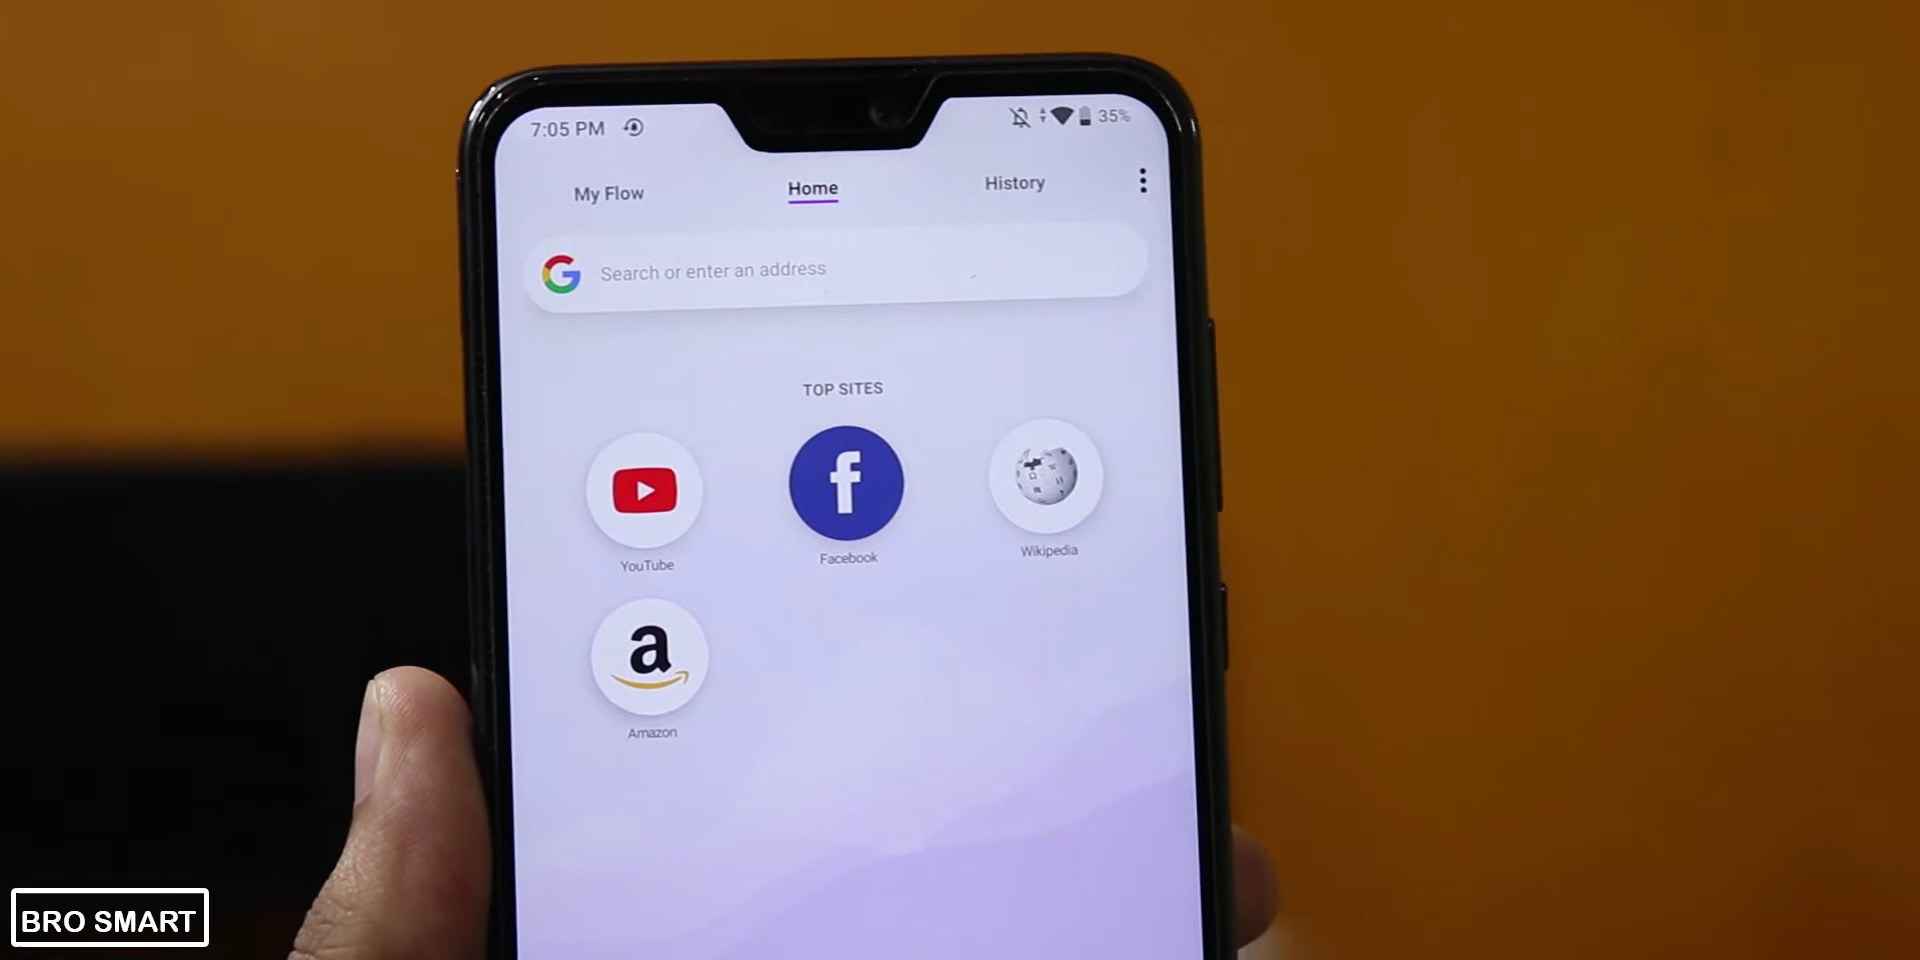 7:05 PM 35%
My Flow Home History
Search or enter an address
TOP SITES
YouTube Facebook Wikipedia
Amazon
BRO SMART